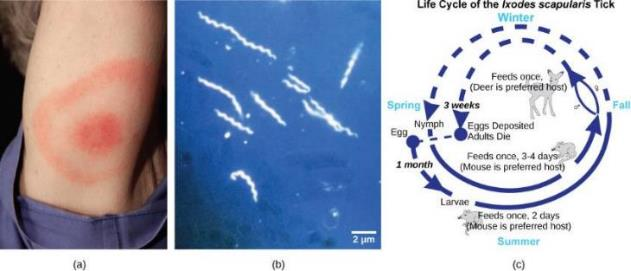 Life Cycle of the Ixodes scapularis Tick
Winter
Feeds once,
(Deer is preferred host)
♀
♂
Spring
3 weeks
Fall
Nymph
Eggs Deposited
Adults Die
Egg
Feeds once, 3-4 days
(Mouse is preferred host)
1 month
Larvae
Feeds once, 2 days
(Mouse is preferred host)
Summer
2 µm
(a)
(b)
(c)